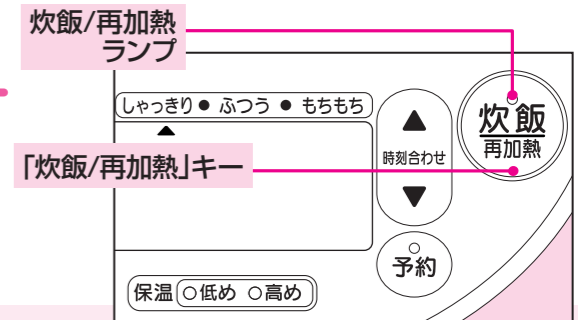 炊飯/再加熱
ランプ
しゃっきり● ふつう ● もちもち
「炊飯/再加熱」キー
▲
時刻合わせ
▼
炊飯
再加熱
予約
保温 ○低め ○高め